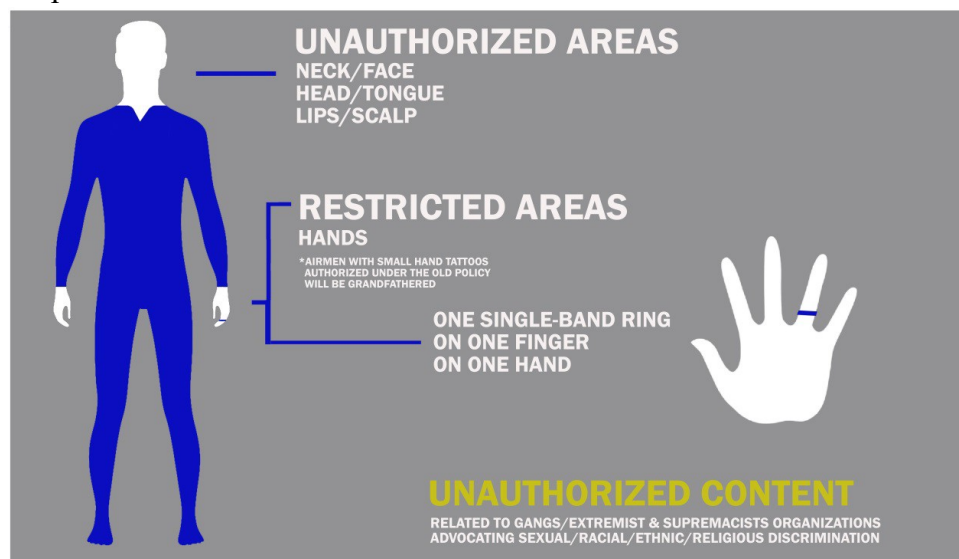 UNAUTHORIZED AREAS
NECK/FACE
HEAD/TONGUE
LIPS/SCALP
RESTRICTED AREAS
HANDS
*AIRMEN WITH SMALL HAND TATTOOS
AUTHORIZED UNDER THE OLD POLICY
WILL BE GRANDFATHERED
ONE SINGLE-BAND RING
ON ONE FINGER
ON ONE HAND
UNAUTHORIZED CONTENT
RELATED TO GANGS/EXTREMIST & SUPREMACISTS ORGANIZATIONS
ADVOCATING SEXUAL/RACIAL/ETHNIC/RELIGIOUS DISCRIMINATION